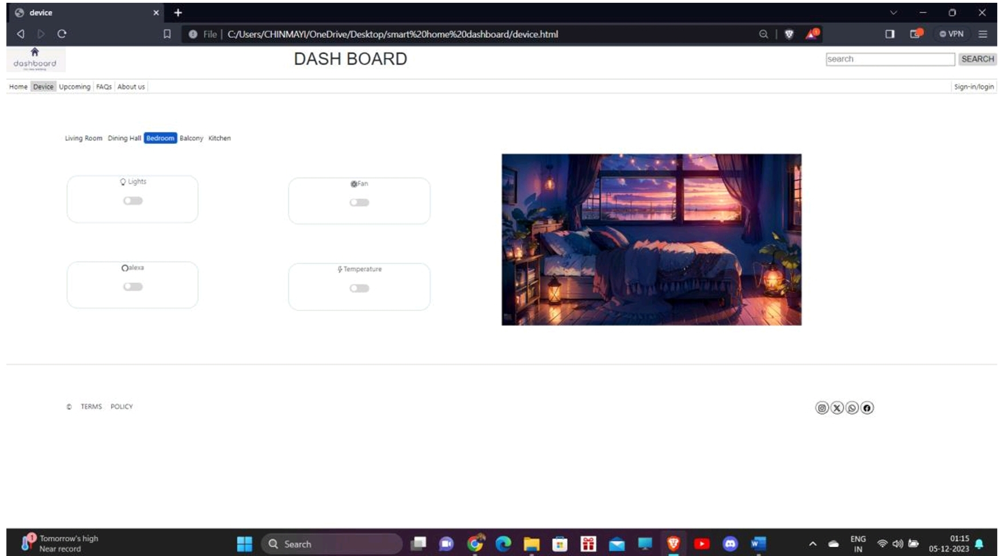 device
File | C:/Users/CHINMAYI/OneDrive/Desktop/smart%20home%20dashboard/device.html
VPN
dashboard
DASH BOARD
search
SEARCH
Home Device Upcoming FAQs About us
Sign-in/login
Living Room Dining Hall Bedroom Balcony Kitchen
Lights
Fan
alexa
Temperature
© TERMS POLICY
1
Tomorrow's high
Near record
Search
ENG
IN
01:15
05-12-2023